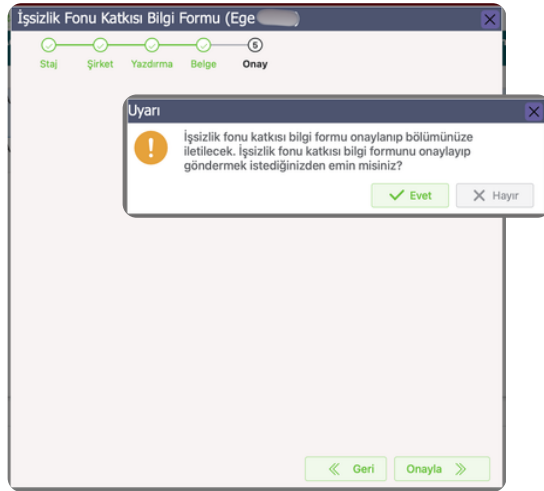 İşsizlik Fonu Katkısı Bilgi Formu (Ege )
5
Staj Şirket Yazdırma Belge Onay
Uyarı
İşsizlik fonu katkısı bilgi formu onaylanıp bölümünüze
iletilecek. İşsizlik fonu katkısı bilgi formunu onaylayıp
göndermek istediğinizden emin misiniz?
Evet Hayır
Geri Onayla